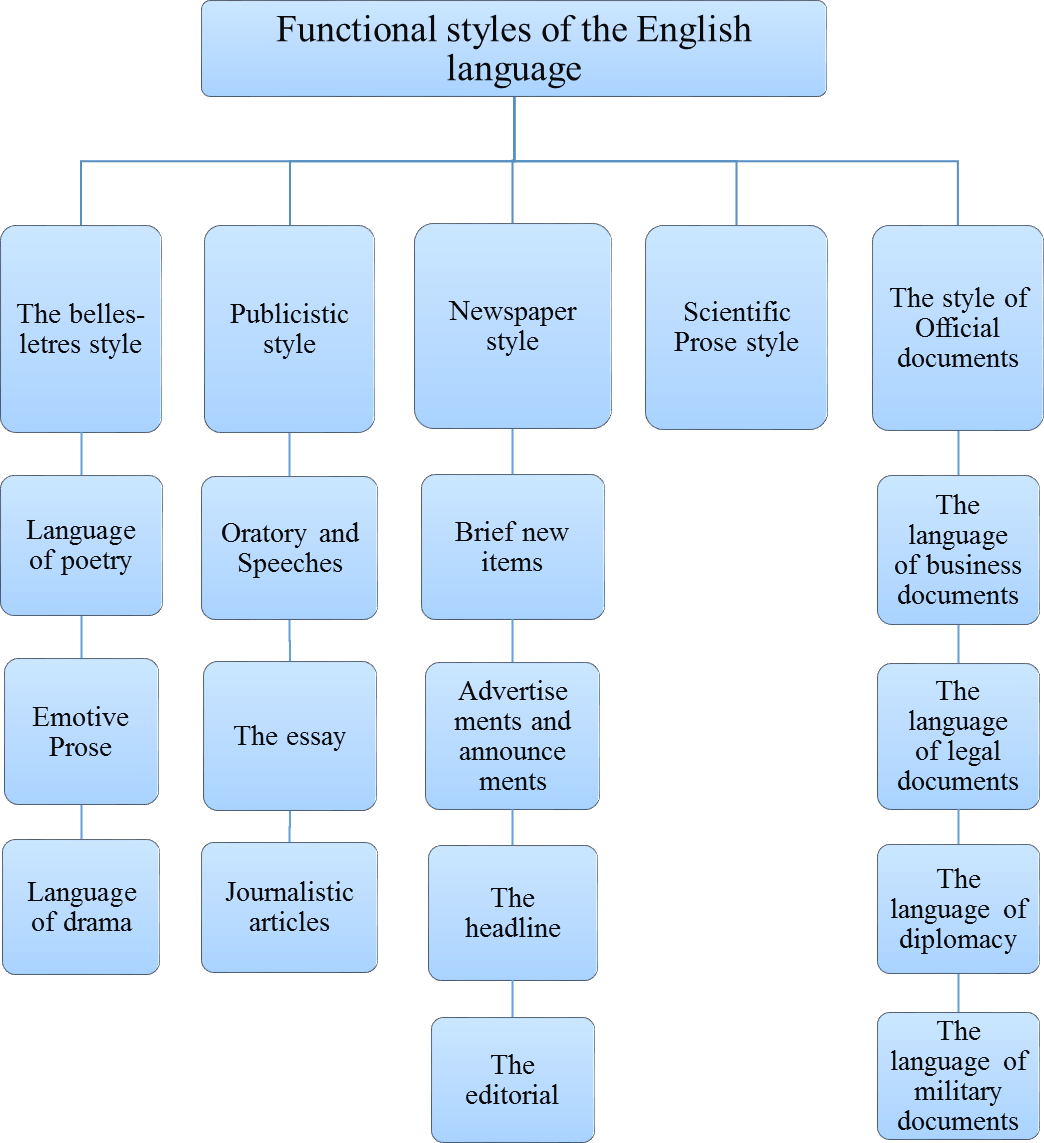 Functional styles of the English
language
The belles-
letres style
Publicistic
style
Newspaper
style
Scientific
Prose style
The style of
Official
documents
Language
of poetry
Oratory and
Speeches
Brief new
items
The
language
of business
documents
Emotive
Prose
The essay
Advertise
ments and
announce
ments
The
language
of legal
documents
Language
of drama
Journalistic
articles
The
headline
The
language of
diplomacy
The
editorial
The
language of
military
documents